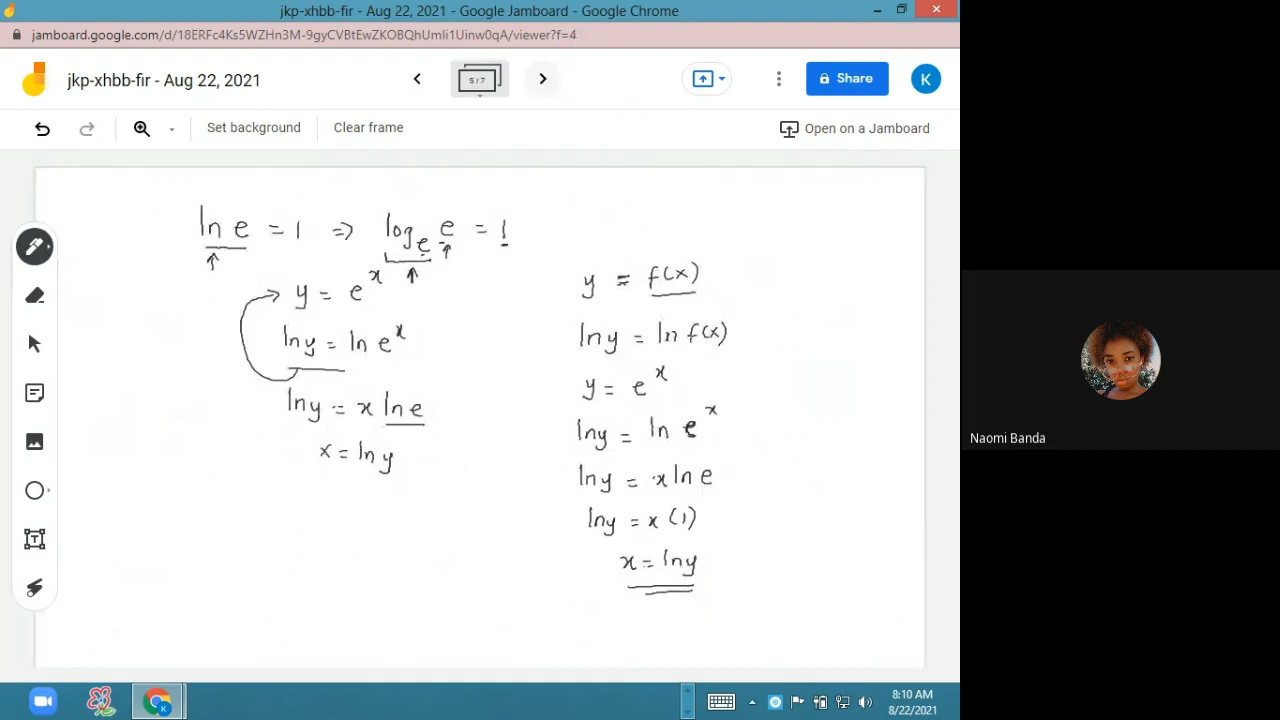 jkp-xhbb-fir - Aug 22, 2021 - Google Jamboard - Google Chrome
jamboard.google.com/d/18ERFc4Ks5WZHn3M-9gyCVBtEwZKOBQhUmli1Uinw0qA/viewer?f=4
jkp-xhbb-fir - Aug 22, 2021
5 / 7
Share
K
Set background
Clear frame
Open on a Jamboard
ln e = 1 => log_e e = 1
y = e^x
ln y = ln e^x
ln y = x ln e
x = ln y
y = f(x)
ln y = ln f(x)
y = e^x
ln y = ln e^x
ln y = x ln e
ln y = x (1)
x = ln y
Naomi Banda
8:10 AM
8/22/2021